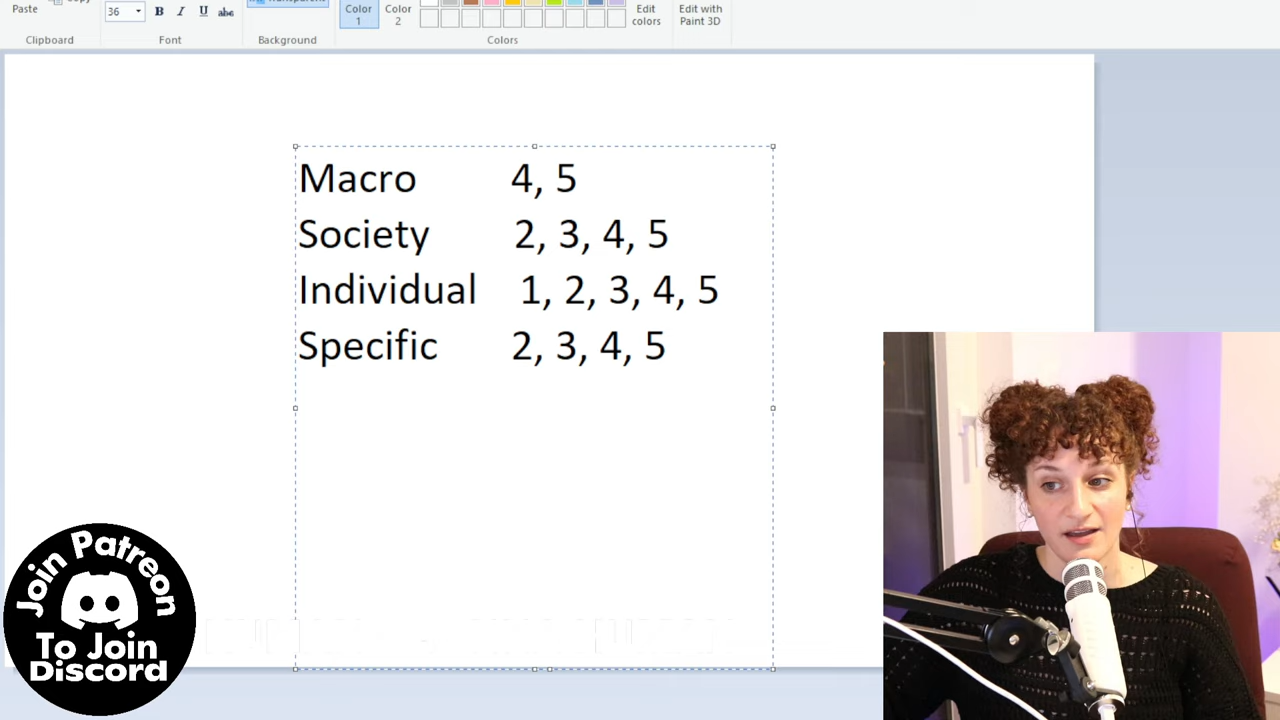 Paste
36
B I U abc
Color 1
Color 2
Edit colors
Edit with Paint 3D
Clipboard
Font
Background
Colors
Macro 4, 5
Society 2, 3, 4, 5
Individual 1, 2, 3, 4, 5
Specific 2, 3, 4, 5
Join Patreon
To Join
Discord